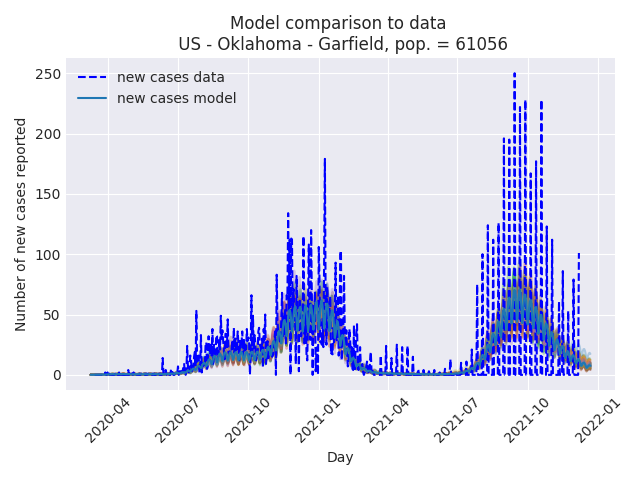 Model comparison to data
US - Oklahoma - Garfield, pop. = 61056
new cases data
new cases model
Number of new cases reported
250
200
150
100
50
0
2020-04
2020-07
2020-10
2021-01
2021-04
2021-07
2021-10
2022-01
Day